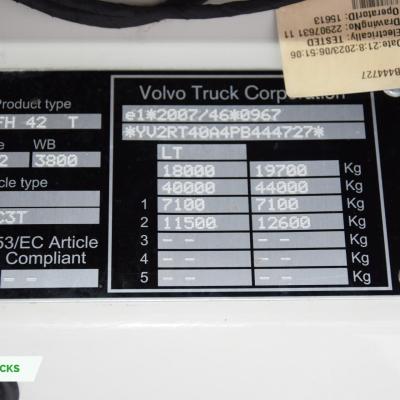 OperatorId: 15613
DrawingNo: 22907631 11
Electrically: TESTED
Date 21:8:2023/06:51:06
B444727
Product type
FH 42 T
WB
2 3800
cle type
C3T
53/EC Article
Compliant
- -
Volvo Truck Corporation
e1*2007/46*0967
*YV2RT40A4PB444727*
LT
18000 19700 Kg
40000 44000 Kg
1 7100 7100 Kg
2 11500 12600 Kg
3 - - - - Kg
4 - - - - Kg
5 - - - - Kg
CKS